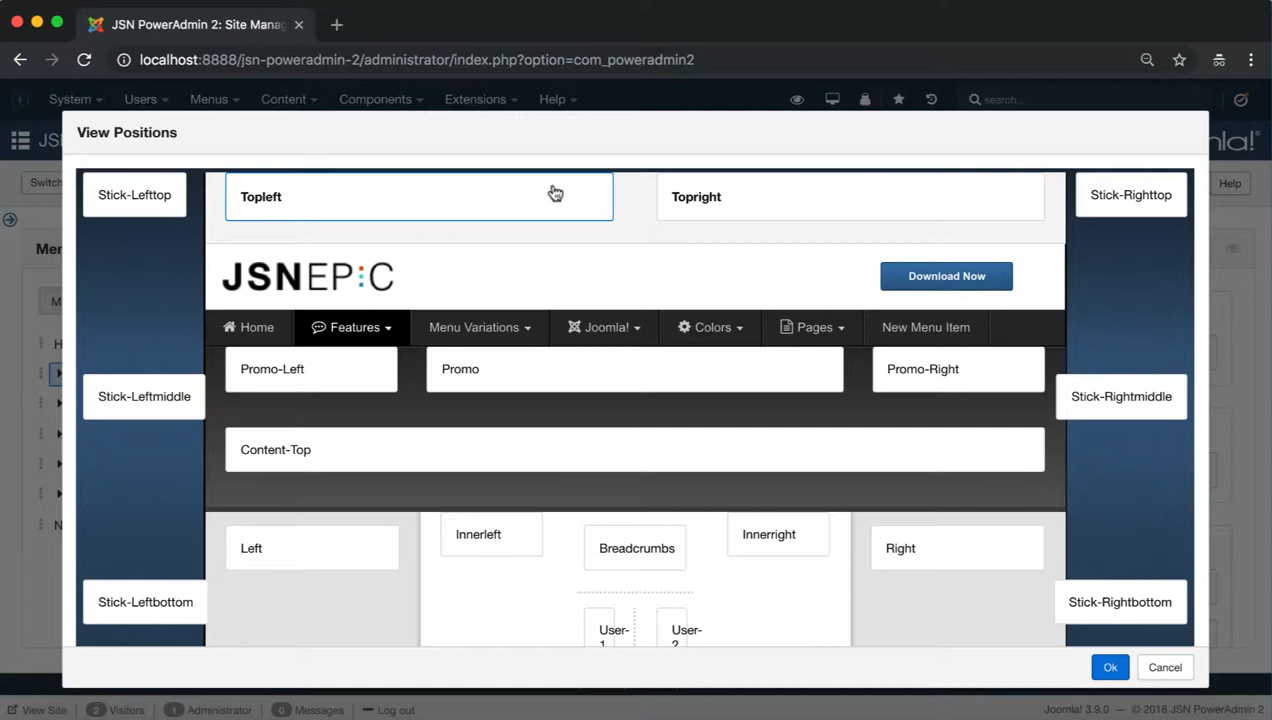 JSN PowerAdmin 2: Site Mana
localhost:8888/jsn-poweradmin-2/administrator/index.php?option=com_poweradmin2
System Users Menus Content Components Extensions Help search...
View Positions
Stick-Lefttop Topleft Topright Stick-Righttop
Switch Help
JSNEPIC Download Now
Home Features Menu Variations Joomla! Colors Pages New Menu Item
Promo-Left Promo Promo-Right
Stick-Leftmiddle Stick-Rightmiddle
Content-Top
Left Innerleft Breadcrumbs Innerright Right
Stick-Leftbottom Stick-Rightbottom
User-1 User-2
Ok Cancel
View Site 2 Visitors 1 Administrator 0 Messages Log out Joomla! 3.9.0 — © 2018 JSN PowerAdmin 2